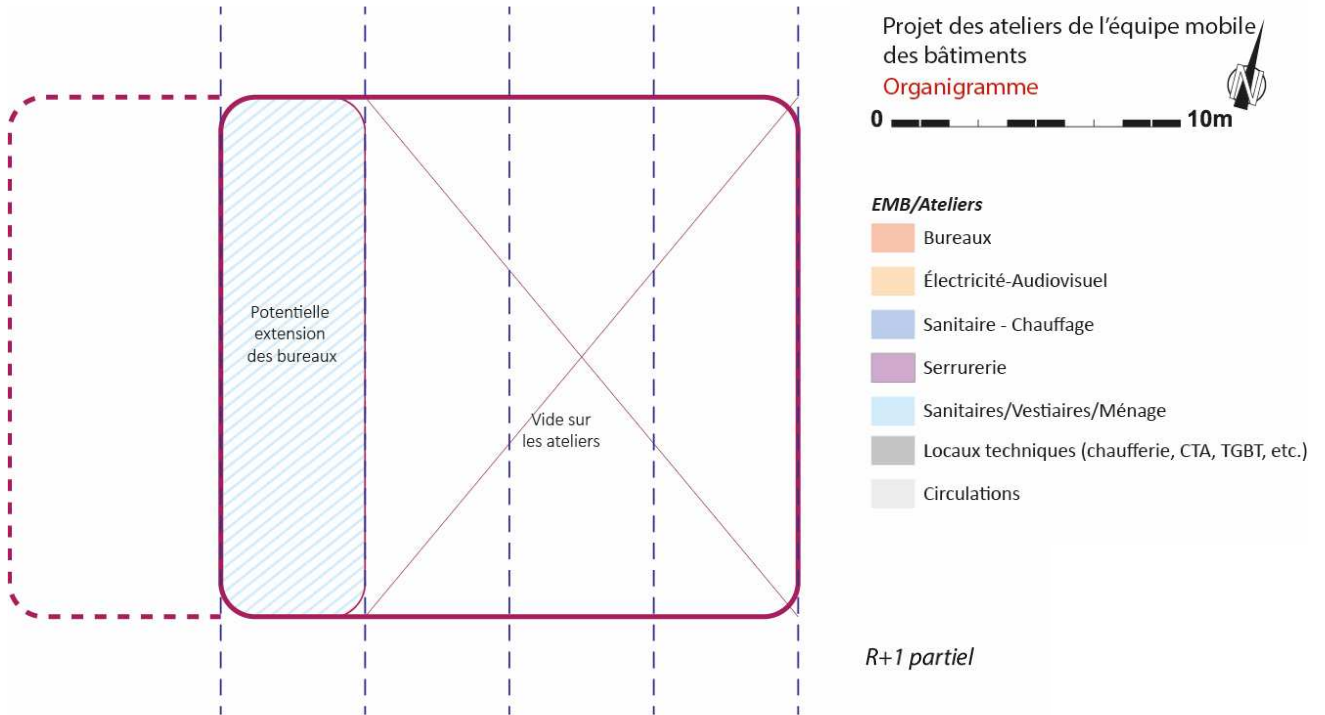 Projet des ateliers de l’équipe mobile
des bâtiments
Organigramme
N
0 10m
EMB/Ateliers
Bureaux
Électricité-Audiovisuel
Sanitaire - Chauffage
Serrurerie
Sanitaires/Vestiaires/Ménage
Locaux techniques (chaufferie, CTA, TGBT, etc.)
Circulations
Potentielle
extension
des bureaux
Vide sur
les ateliers
R+1 partiel